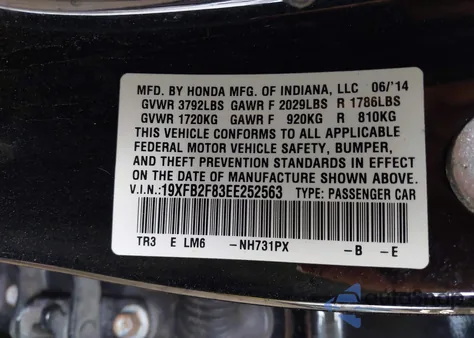 MFD. BY HONDA MFG. OF INDIANA, LLC 06/'14
GVWR 3792LBS GAWR F 2029LBS R 1786LBS
GVWR 1720KG GAWR F 920KG R 810KG
THIS VEHICLE CONFORMS TO ALL APPLICABLE
FEDERAL MOTOR VEHICLE SAFETY, BUMPER,
AND THEFT PREVENTION STANDARDS IN EFFECT
ON THE DATE OF MANUFACTURE SHOWN ABOVE.
V.I.N.:19XFB2F83EE252563 TYPE: PASSENGER CAR
TR3 E LM6 -NH731PX -B -E